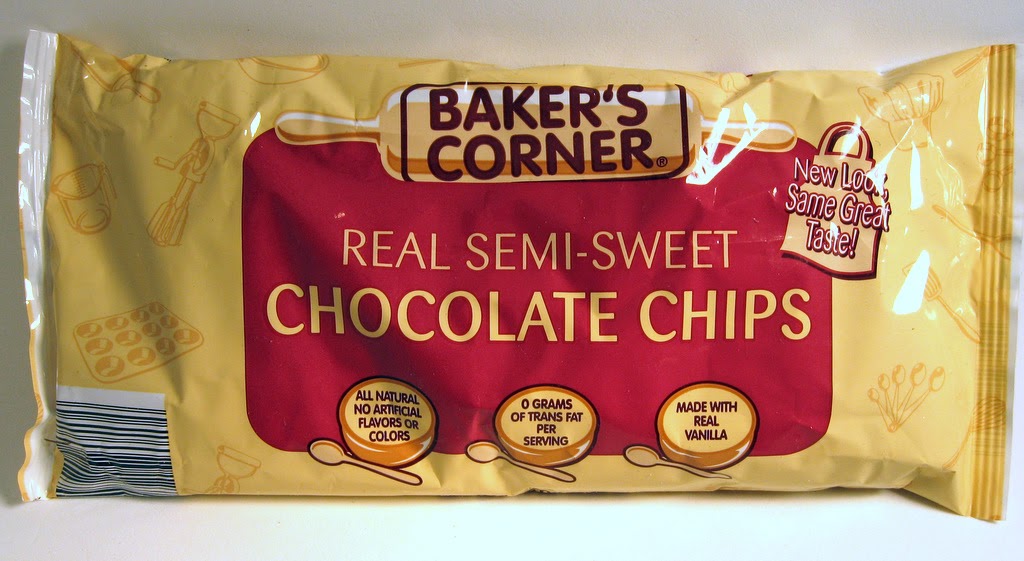 BAKER'S
CORNER®
New Look,
Same Great
Taste!
REAL SEMI-SWEET
CHOCOLATE CHIPS
ALL NATURAL
NO ARTIFICIAL
FLAVORS OR
COLORS
0 GRAMS
OF TRANS FAT
PER
SERVING
MADE WITH
REAL
VANILLA